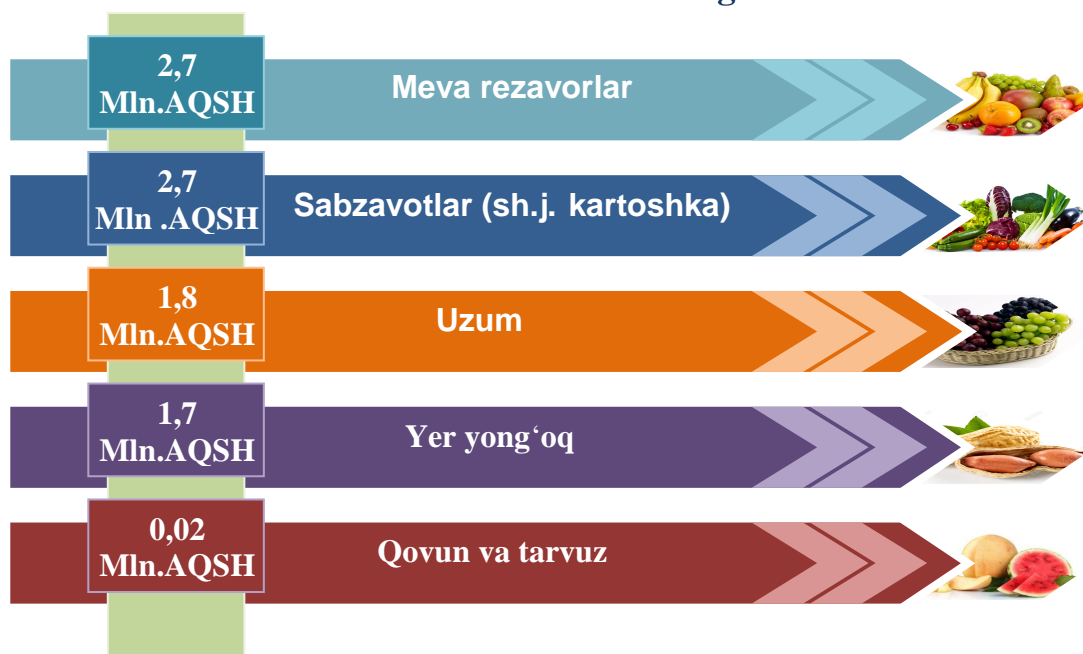 2,7
Mln.AQSH
Meva rezavorlar
2,7
Mln .AQSH
Sabzavotlar (sh.j. kartoshka)
1,8
Mln.AQSH
Uzum
1,7
Mln.AQSH
Yer yong‘oq
0,02
Mln.AQSH
Qovun va tarvuz